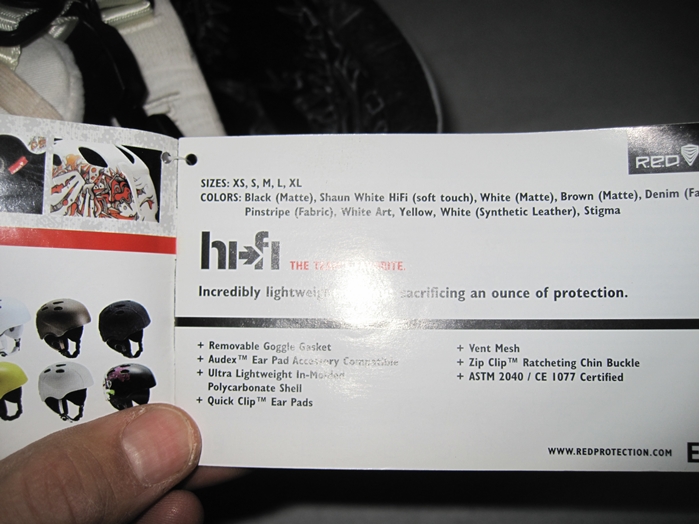 RED
SIZES: XS, S, M, L, XL
COLORS: Black (Matte), Shaun White HiFi (soft touch), White (Matte), Brown (Matte), Denim (Fa
Pinstripe (Fabric), White Art, Yellow, White (Synthetic Leather), Stigma
hi-fi THE
Incredibly lightweight sacrificing an ounce of protection.
+ Removable Goggle Gasket
+ Audex™ Ear Pad Accessory Compatible
+ Ultra Lightweight In-Molded
Polycarbonate Shell
+ Quick Clip™ Ear Pads
+ Vent Mesh
+ Zip Clip™ Ratcheting Chin Buckle
+ ASTM 2040 / CE 1077 Certified
WWW.REDPROTECTION.COM E